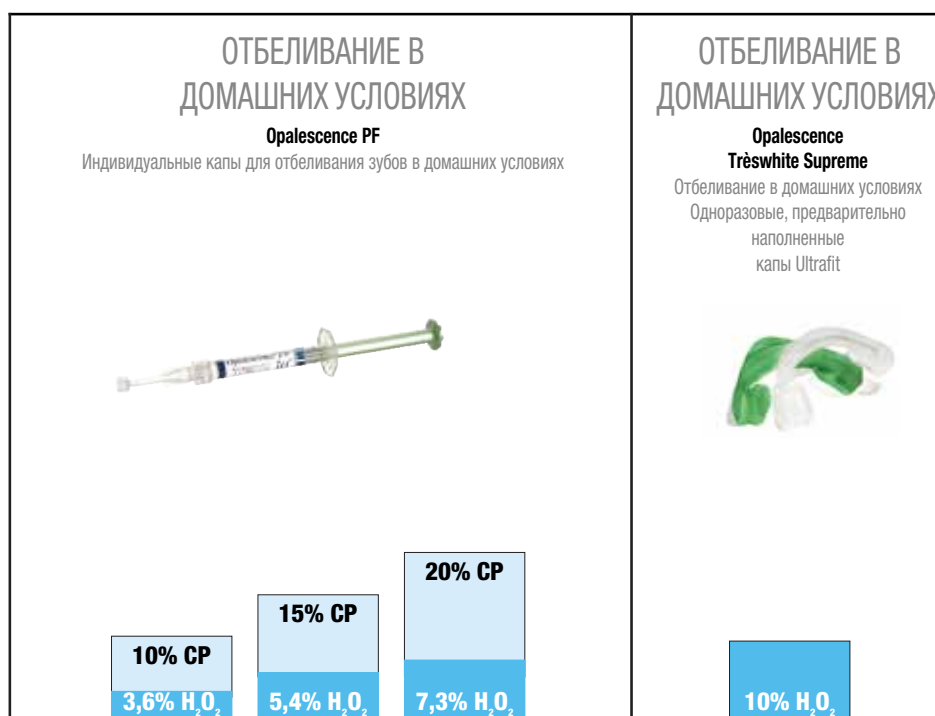 ОТБЕЛИВАНИЕ В
ДОМАШНИХ УСЛОВИЯХ
Opalescence PF
Индивидуальные капы для отбеливания зубов в домашних условиях
20% CP
15% CP
10% CP
3,6% H₂O₂
5,4% H₂O₂
7,3% H₂O₂
ОТБЕЛИВАНИЕ В
ДОМАШНИХ УСЛОВИЯХ
Opalescence
Trèswhite Supreme
Отбеливание в домашних условиях
Одноразовые, предварительно
наполненные
капы Ultrafit
10% H₂O₂